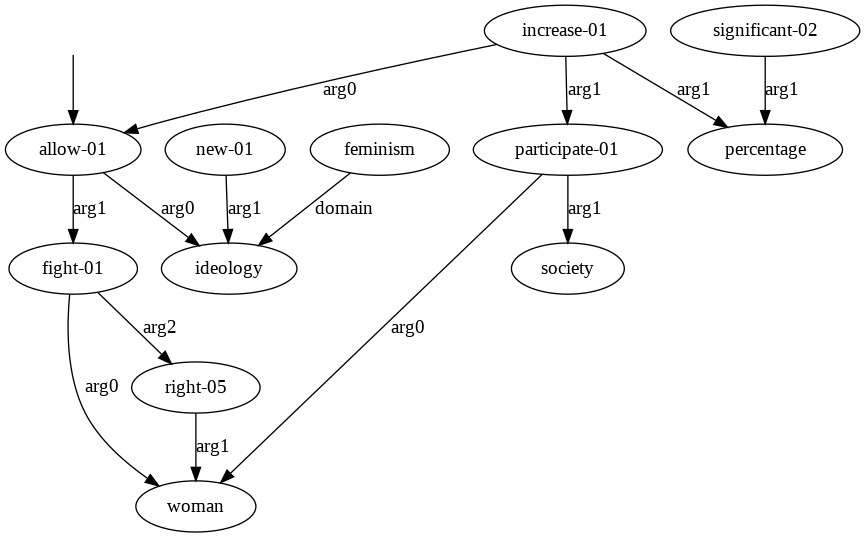 increase-01 significant-02
arg0 arg1 arg1 arg1
allow-01 new-01 feminism participate-01 percentage
arg1 arg0 arg1 domain arg1
fight-01 ideology society
arg2 arg0
arg0 right-05
arg1
woman